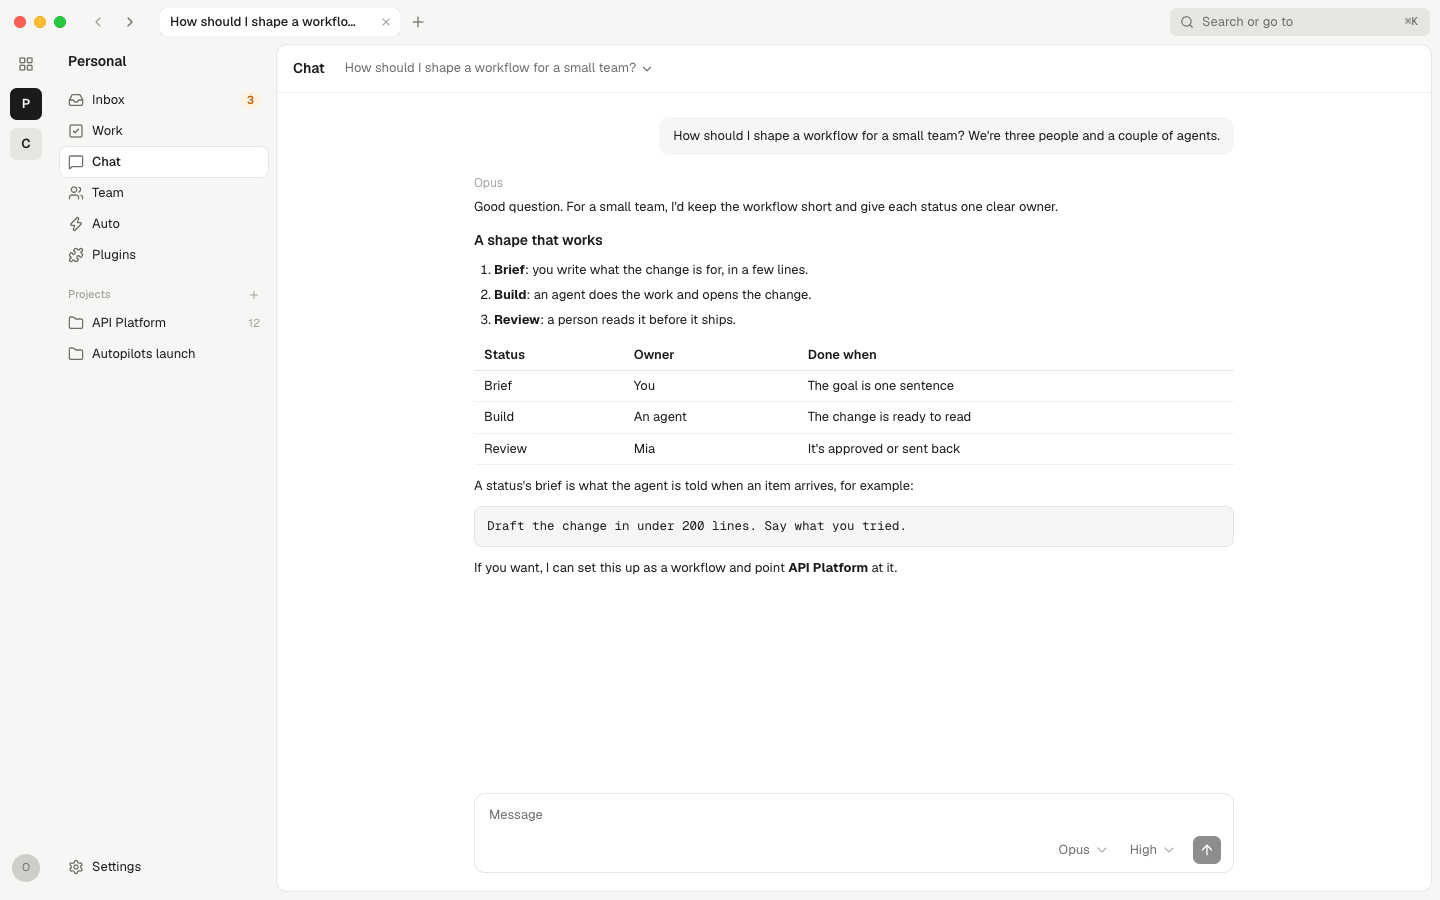 How should I shape a workflo...
Search or go to
⌘K
Personal
P
C
Inbox
3
Work
Chat
Team
Auto
Plugins
Projects
API Platform
12
Autopilots launch
O
Settings
Chat
How should I shape a workflow for a small team?
How should I shape a workflow for a small team? We're three people and a couple of agents.
Opus
Good question. For a small team, I'd keep the workflow short and give each status one clear owner.
A shape that works
1. Brief: you write what the change is for, in a few lines.
2. Build: an agent does the work and opens the change.
3. Review: a person reads it before it ships.
Status Owner Done when
Brief You The goal is one sentence
Build An agent The change is ready to read
Review Mia It's approved or sent back
A status's brief is what the agent is told when an item arrives, for example:
Draft the change in under 200 lines. Say what you tried.
If you want, I can set this up as a workflow and point API Platform at it.
Message
Opus
High